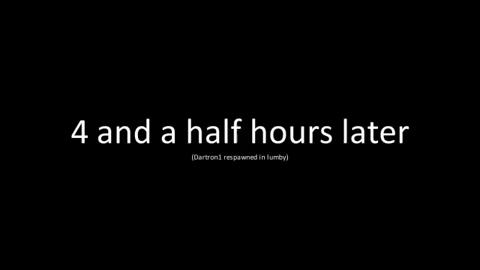 4 and a half hours later
(Dartron1 respawned in lumby)